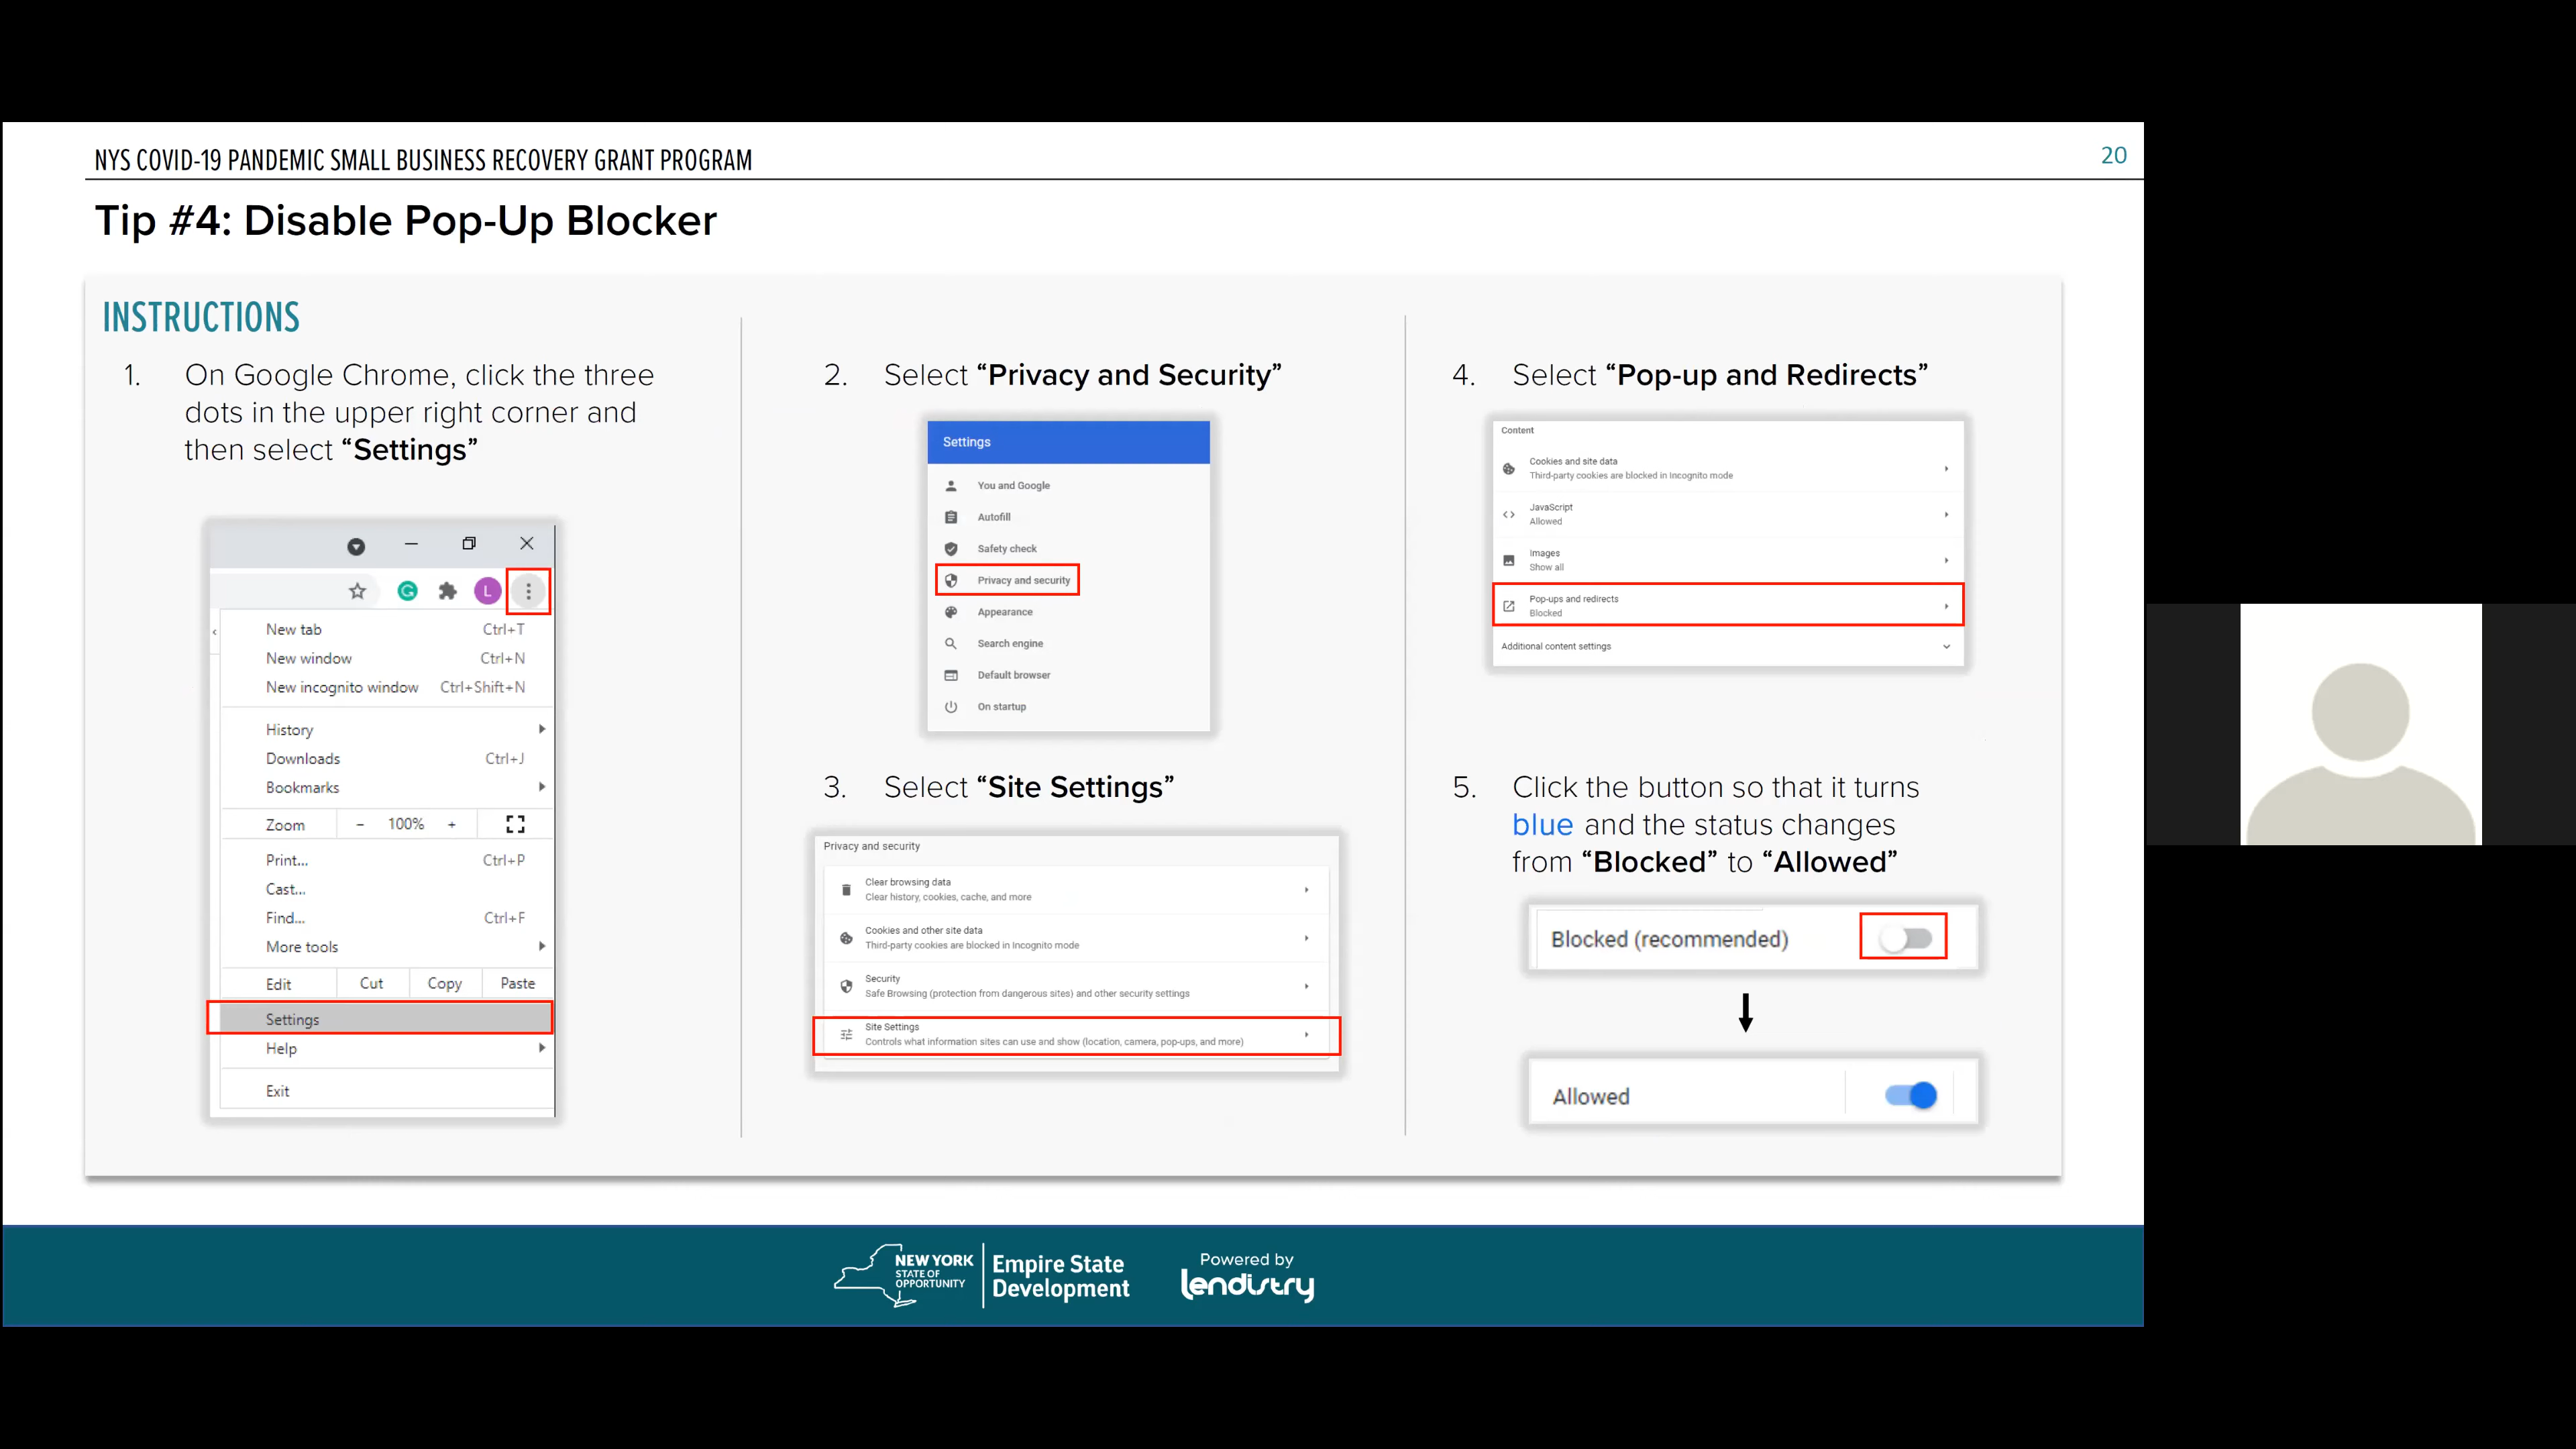 NYS COVID-19 PANDEMIC SMALL BUSINESS RECOVERY GRANT PROGRAM
20
Tip #4: Disable Pop-Up Blocker
INSTRUCTIONS
1. On Google Chrome, click the three
dots in the upper right corner and
then select “Settings”
L
New tab Ctrl+T
New window Ctrl+N
New incognito window Ctrl+Shift+N
History
Downloads Ctrl+J
Bookmarks
Zoom − 100% +
Print... Ctrl+P
Cast...
Find... Ctrl+F
More tools
Edit Cut Copy Paste
Settings
Help
Exit
2. Select “Privacy and Security”
Settings
You and Google
Autofill
Safety check
Privacy and security
Appearance
Search engine
Default browser
On startup
3. Select “Site Settings”
Privacy and security
Clear browsing data
Clear history, cookies, cache, and more
Cookies and other site data
Third-party cookies are blocked in Incognito mode
Security
Safe Browsing (protection from dangerous sites) and other security settings
Site Settings
Controls what information sites can use and show (location, camera, pop-ups, and more)
4. Select “Pop-up and Redirects”
Content
Cookies and site data
Third-party cookies are blocked in Incognito mode
JavaScript
Allowed
Images
Show all
Pop-ups and redirects
Blocked
Additional content settings
5. Click the button so that it turns
blue and the status changes
from “Blocked” to “Allowed”
Blocked (recommended)
Allowed
NEW YORK
STATE OF
OPPORTUNITY
Empire State
Development
Powered by
lendistry